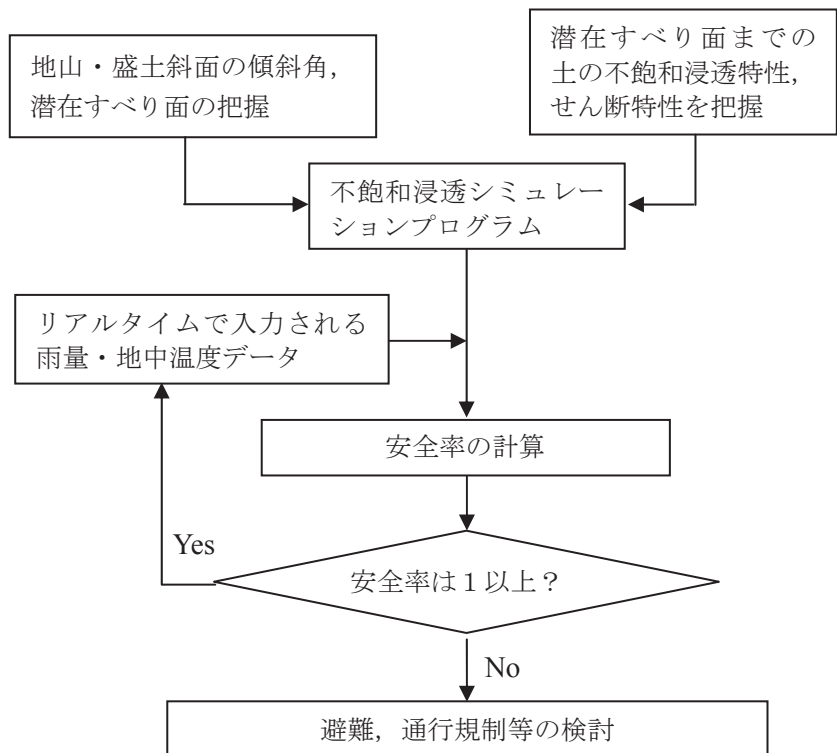 地山・盛土斜面の傾斜角,
潜在すべり面の把握
潜在すべり面までの
土の不飽和浸透特性,
せん断特性を把握
不飽和浸透シミュレー
ションプログラム
リアルタイムで入力される
雨量・地中温度データ
安全率の計算
Yes
安全率は１以上？
No
避難，通行規制等の検討